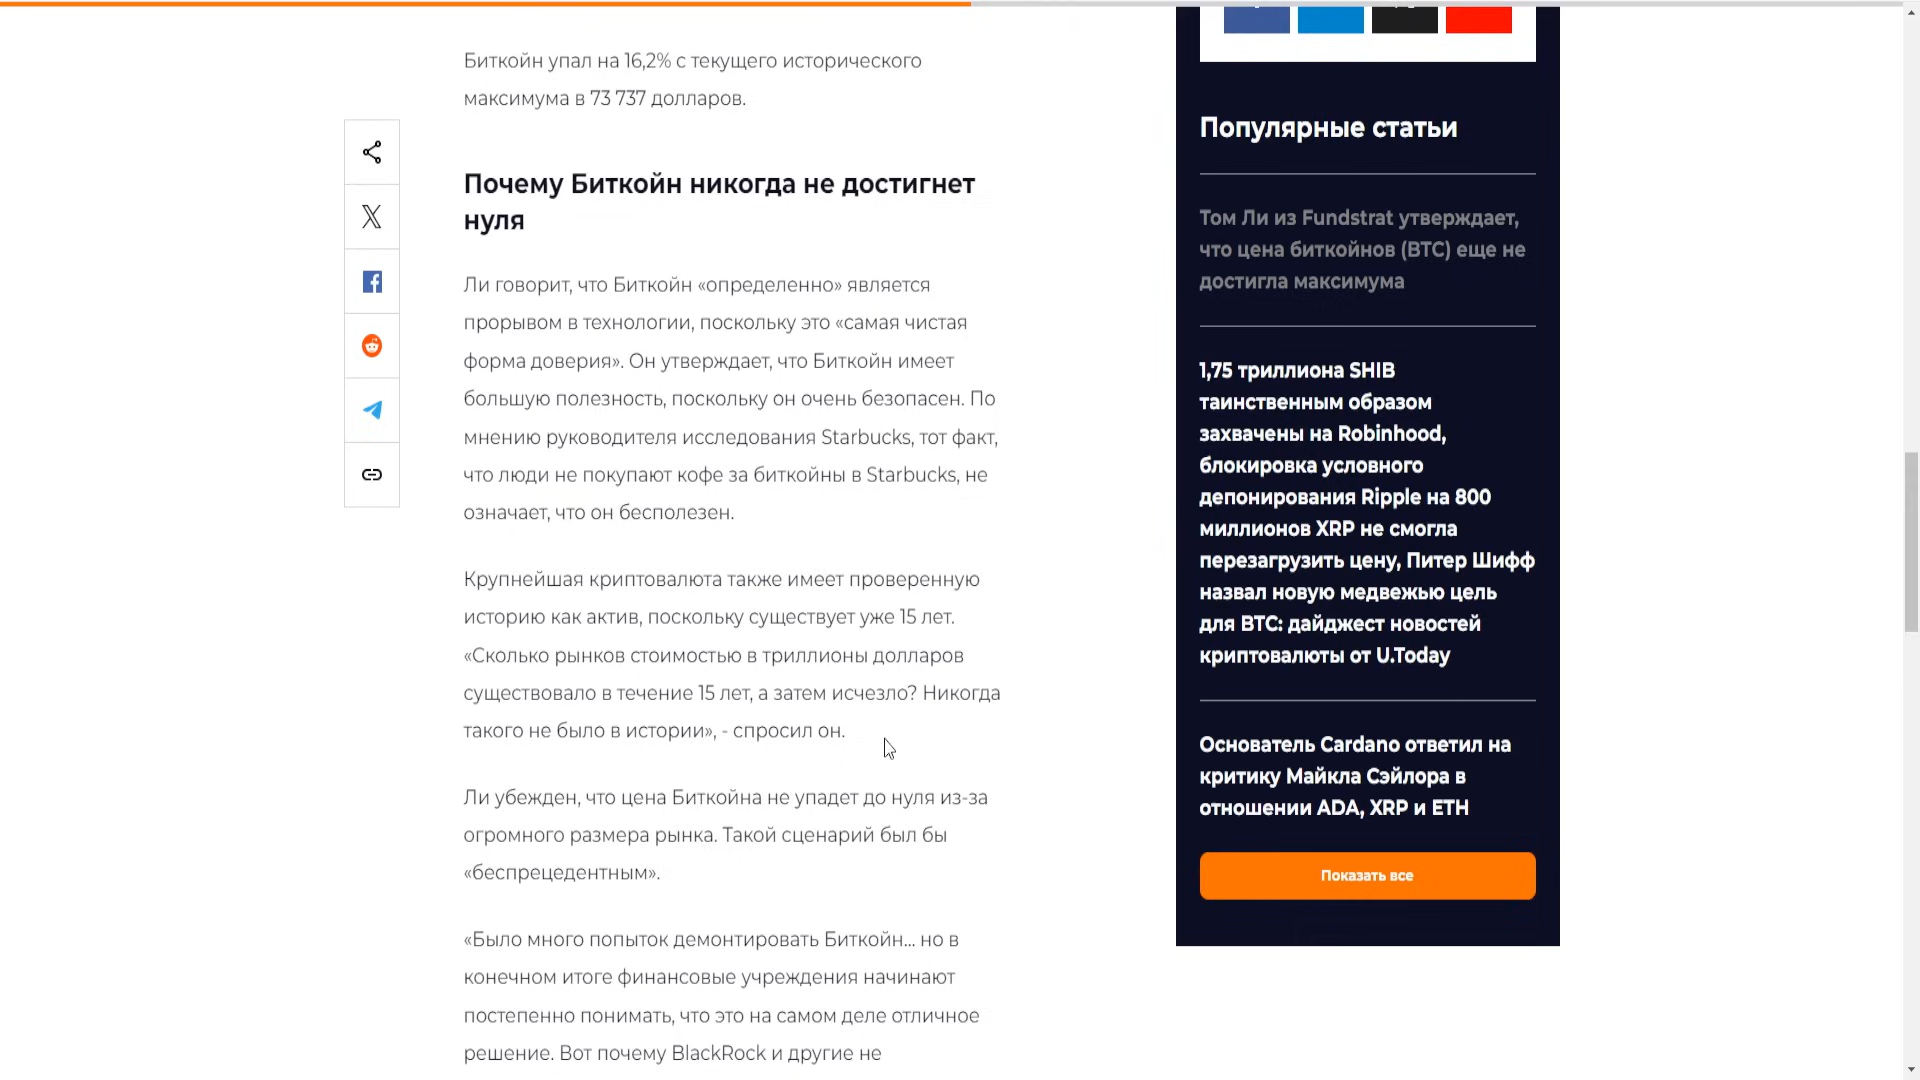 Биткойн упал на 16,2% с текущего исторического
максимума в 73 737 долларов.
Почему Биткойн никогда не достигнет
нуля
Ли говорит, что Биткойн «определенно» является
прорывом в технологии, поскольку это «самая чистая
форма доверия». Он утверждает, что Биткойн имеет
большую полезность, поскольку он очень безопасен. По
мнению руководителя исследования Starbucks, тот факт,
что люди не покупают кофе за биткойны в Starbucks, не
означает, что он бесполезен.
Крупнейшая криптовалюта также имеет проверенную
историю как актив, поскольку существует уже 15 лет.
«Сколько рынков стоимостью в триллионы долларов
существовало в течение 15 лет, а затем исчезло? Никогда
такого не было в истории», - спросил он.
Ли убежден, что цена Биткойна не упадет до нуля из-за
огромного размера рынка. Такой сценарий был бы
«беспрецедентным».
«Было много попыток демонтировать Биткойн... но в
конечном итоге финансовые учреждения начинают
постепенно понимать, что это на самом деле отличное
решение. Вот почему BlackRock и другие не
Популярные статьи
Том Ли из Fundstrat утверждает,
что цена биткойнов (BTC) еще не
достигла максимума
1,75 триллиона SHIB
таинственным образом
захвачены на Robinhood,
блокировка условного
депонирования Ripple на 800
миллионов XRP не смогла
перезагрузить цену, Питер Шифф
назвал новую медвежью цель
для BTC: дайджест новостей
криптовалюты от U.Today
Основатель Cardano ответил на
критику Майкла Сэйлора в
отношении ADA, XRP и ETH
Показать все